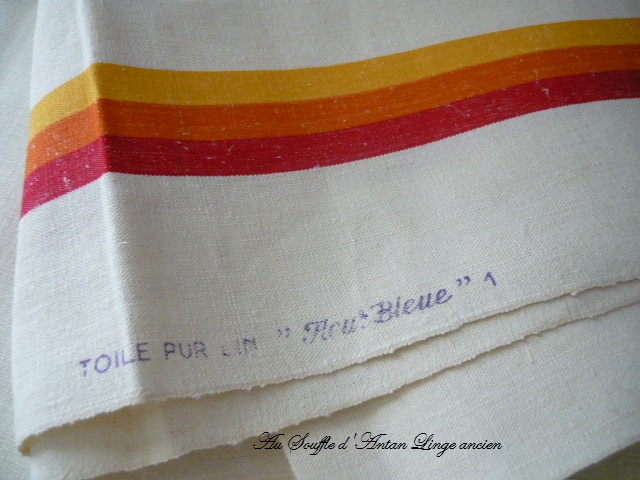 TOILE PUR LIN " Fleur Bleue " 1
Au Souffle d'Antan Linge ancien